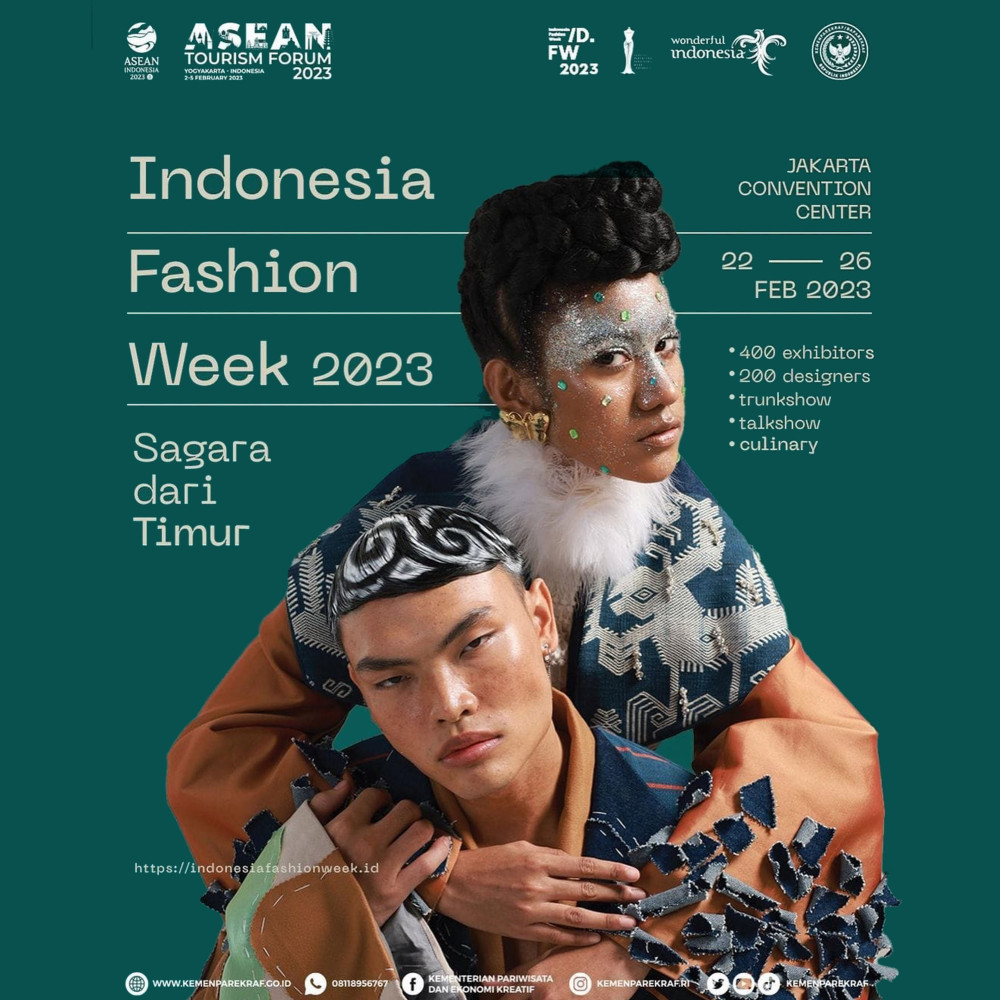 ASEAN
INDONESIA
2023
ASEAN
TOURISM FORUM
YOGYAKARTA - INDONESIA
2-5 FEBRUARY 2023
2023
/D.
FW
2023
wonderful
indonesia
Indonesia
Fashion
Week 2023
Sagara
dari
Timur
JAKARTA
CONVENTION
CENTER
22 — 26
FEB 2023
• 400 exhibitors
• 200 designers
• trunkshow
• talkshow
• culinary
https://indonesiafashionweek.id
WWW.KEMENPAREKRAF.GO.ID
08118956767
KEMENTERIAN PARIWISATA
DAN EKONOMI KREATIF
KEMENPAREKRAF.RI
KEMENPAREKRAF